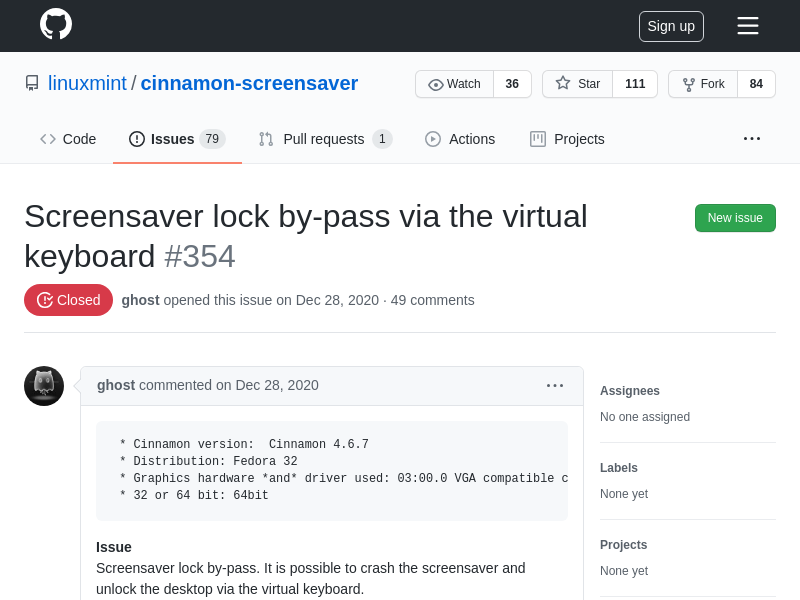 Sign up
linuxmint / cinnamon-screensaver
Watch 36 Star 111 Fork 84
Code Issues 79 Pull requests 1 Actions Projects
Screensaver lock by-pass via the virtual
keyboard #354
New issue
Closed ghost opened this issue on Dec 28, 2020 · 49 comments
ghost commented on Dec 28, 2020
* Cinnamon version:  Cinnamon 4.6.7
* Distribution: Fedora 32
* Graphics hardware *and* driver used: 03:00.0 VGA compatible c
* 32 or 64 bit: 64bit
Issue
Screensaver lock by-pass. It is possible to crash the screensaver and
unlock the desktop via the virtual keyboard.
Assignees
No one assigned
Labels
None yet
Projects
None yet